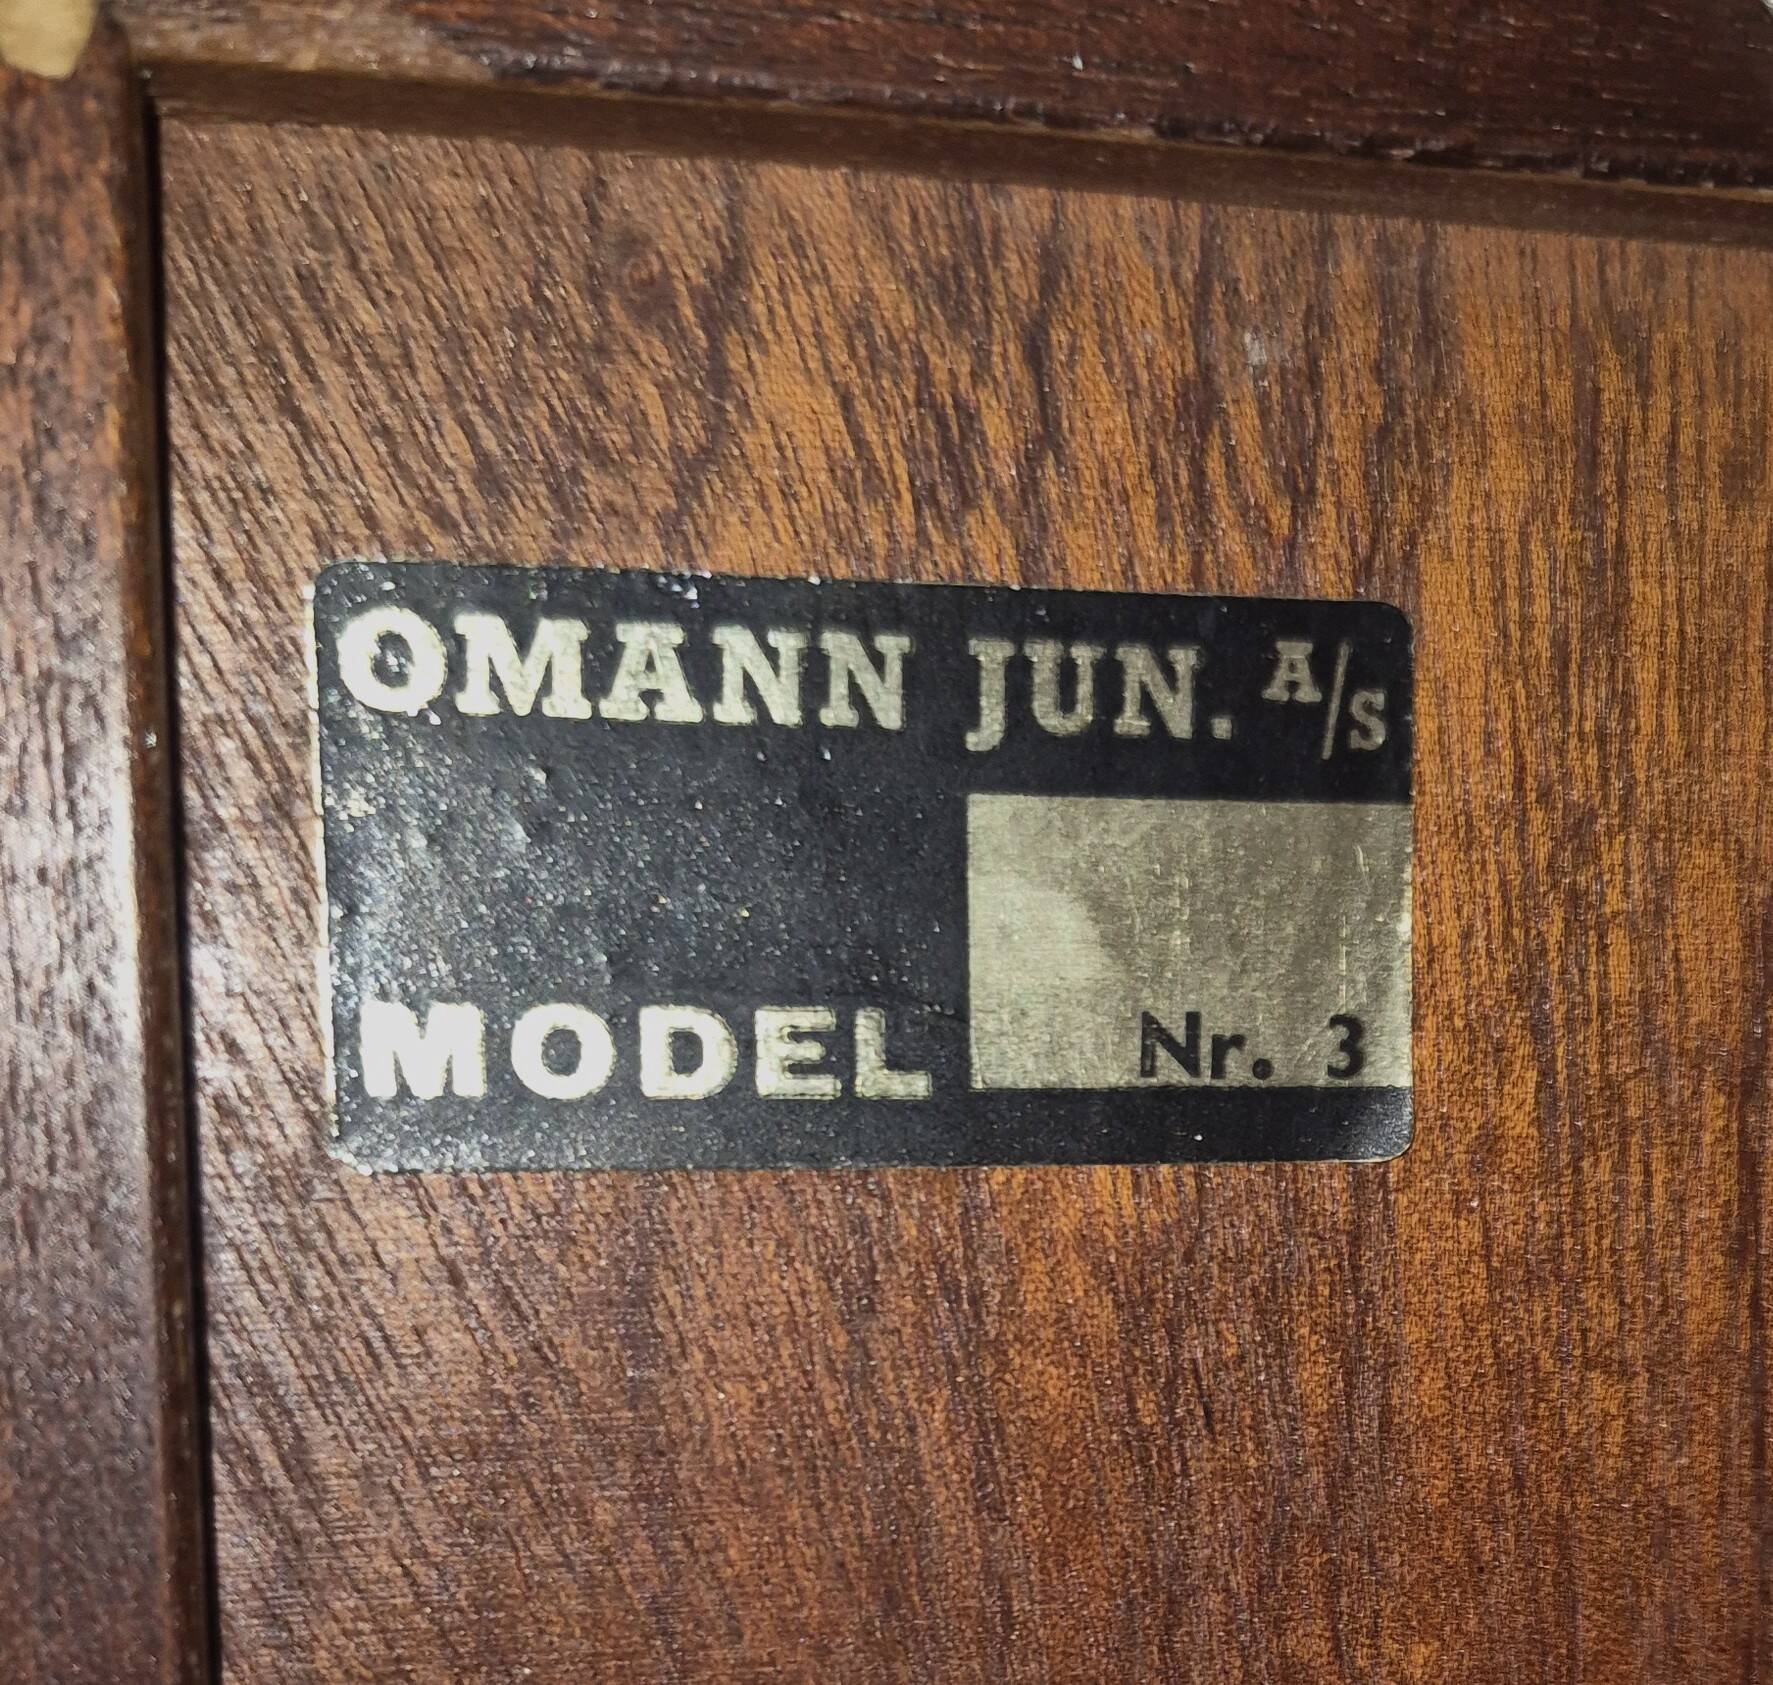 OMANN JUN. A/S
MODEL Nr. 3